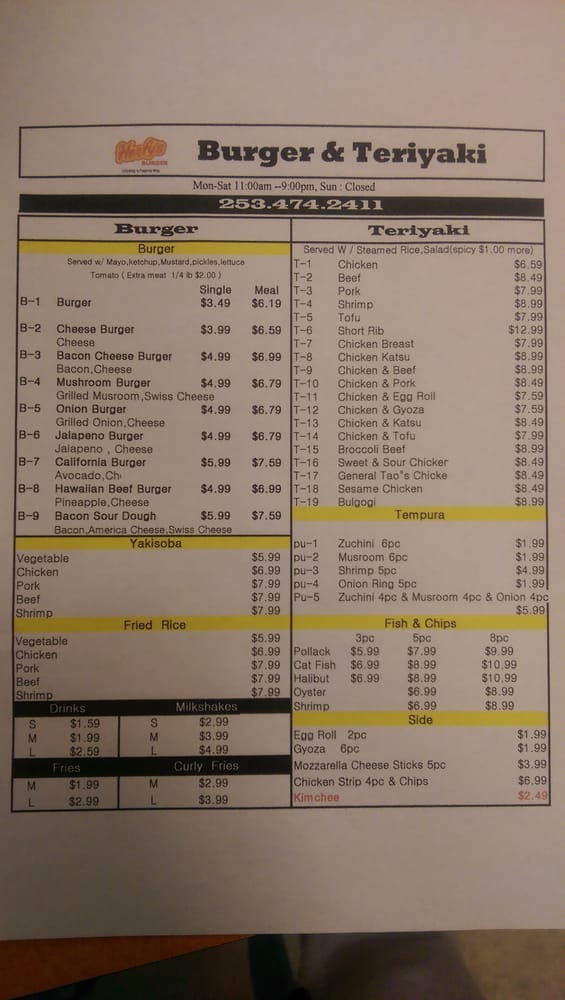 Herfy's
BURGER
Burger & Teriyaki
Mon-Sat 11:00am --9:00pm, Sun : Closed
253.474.2411
Burger
Burger
Served w/ Mayo,ketchup,Mustard,pickles,lettuce
Tomato ( Extra meat 1/4 lb $2.00 )
Single Meal
B-1 Burger $3.49 $6.19
B-2 Cheese Burger $3.99 $6.59
Cheese
B-3 Bacon Cheese Burger $4.99 $6.99
Bacon,Cheese
B-4 Mushroom Burger $4.99 $6.79
Grilled Musroom,Swiss Cheese
B-5 Onion Burger $4.99 $6.79
Grilled Onion,Cheese
B-6 Jalapeno Burger $4.99 $6.79
Jalapeno , Cheese
B-7 California Burger $5.99 $7.59
Avocado,Ch
B-8 Hawaiian Beef Burger $4.99 $6.99
Pineapple,Cheese
B-9 Bacon Sour Dough $5.99 $7.59
Bacon,America Cheese,Swiss Cheese
Yakisoba
Vegetable $5.99
Chicken $6.99
Pork $7.99
Beef $7.99
Shrimp $7.99
Fried Rice
Vegetable $5.99
Chicken $6.99
Pork $7.99
Beef $7.99
Shrimp $7.99
Drinks Milkshakes
S $1.59 S $2.99
M $1.99 M $3.99
L $2.59 L $4.99
Fries Curly Fries
M $1.99 M $2.99
L $2.99 L $3.99
Teriyaki
Served W / Steamed Rice,Salad(spicy $1.00 more)
T-1 Chicken $6.59
T-2 Beef $8.49
T-3 Pork $7.99
T-4 Shrimp $8.99
T-5 Tofu $7.99
T-6 Short Rib $12.99
T-7 Chicken Breast $7.99
T-8 Chicken Katsu $8.99
T-9 Chicken & Beef $8.99
T-10 Chicken & Pork $8.49
T-11 Chicken & Egg Roll $7.59
T-12 Chicken & Gyoza $7.59
T-13 Chicken & Katsu $8.49
T-14 Chicken & Tofu $7.99
T-15 Broccoli Beef $8.99
T-16 Sweet & Sour Chicker $8.49
T-17 General Tao"s Chicke $8.49
T-18 Sesame Chicken $8.49
T-19 Bulgogi $8.99
Tempura
pu-1 Zuchini 6pc $1.99
pu-2 Musroom 6pc $1.99
pu-3 Shrimp 5pc $4.99
pu-4 Onion Ring 5pc $1.99
Pu-5 Zuchini 4pc & Musroom 4pc & Onion 4pc
$5.99
Fish & Chips
3pc 5pc 8pc
Pollack $5.99 $7.99 $9.99
Cat Fish $6.99 $8.99 $10.99
Halibut $6.99 $8.99 $10.99
Oyster $6.99 $8.99
Shrimp $6.99 $8.99
Side
Egg Roll 2pc $1.99
Gyoza 6pc $1.99
Mozzarella Cheese Sticks 5pc $3.99
Chicken Strip 4pc & Chips $6.99
Kimchee $2.49